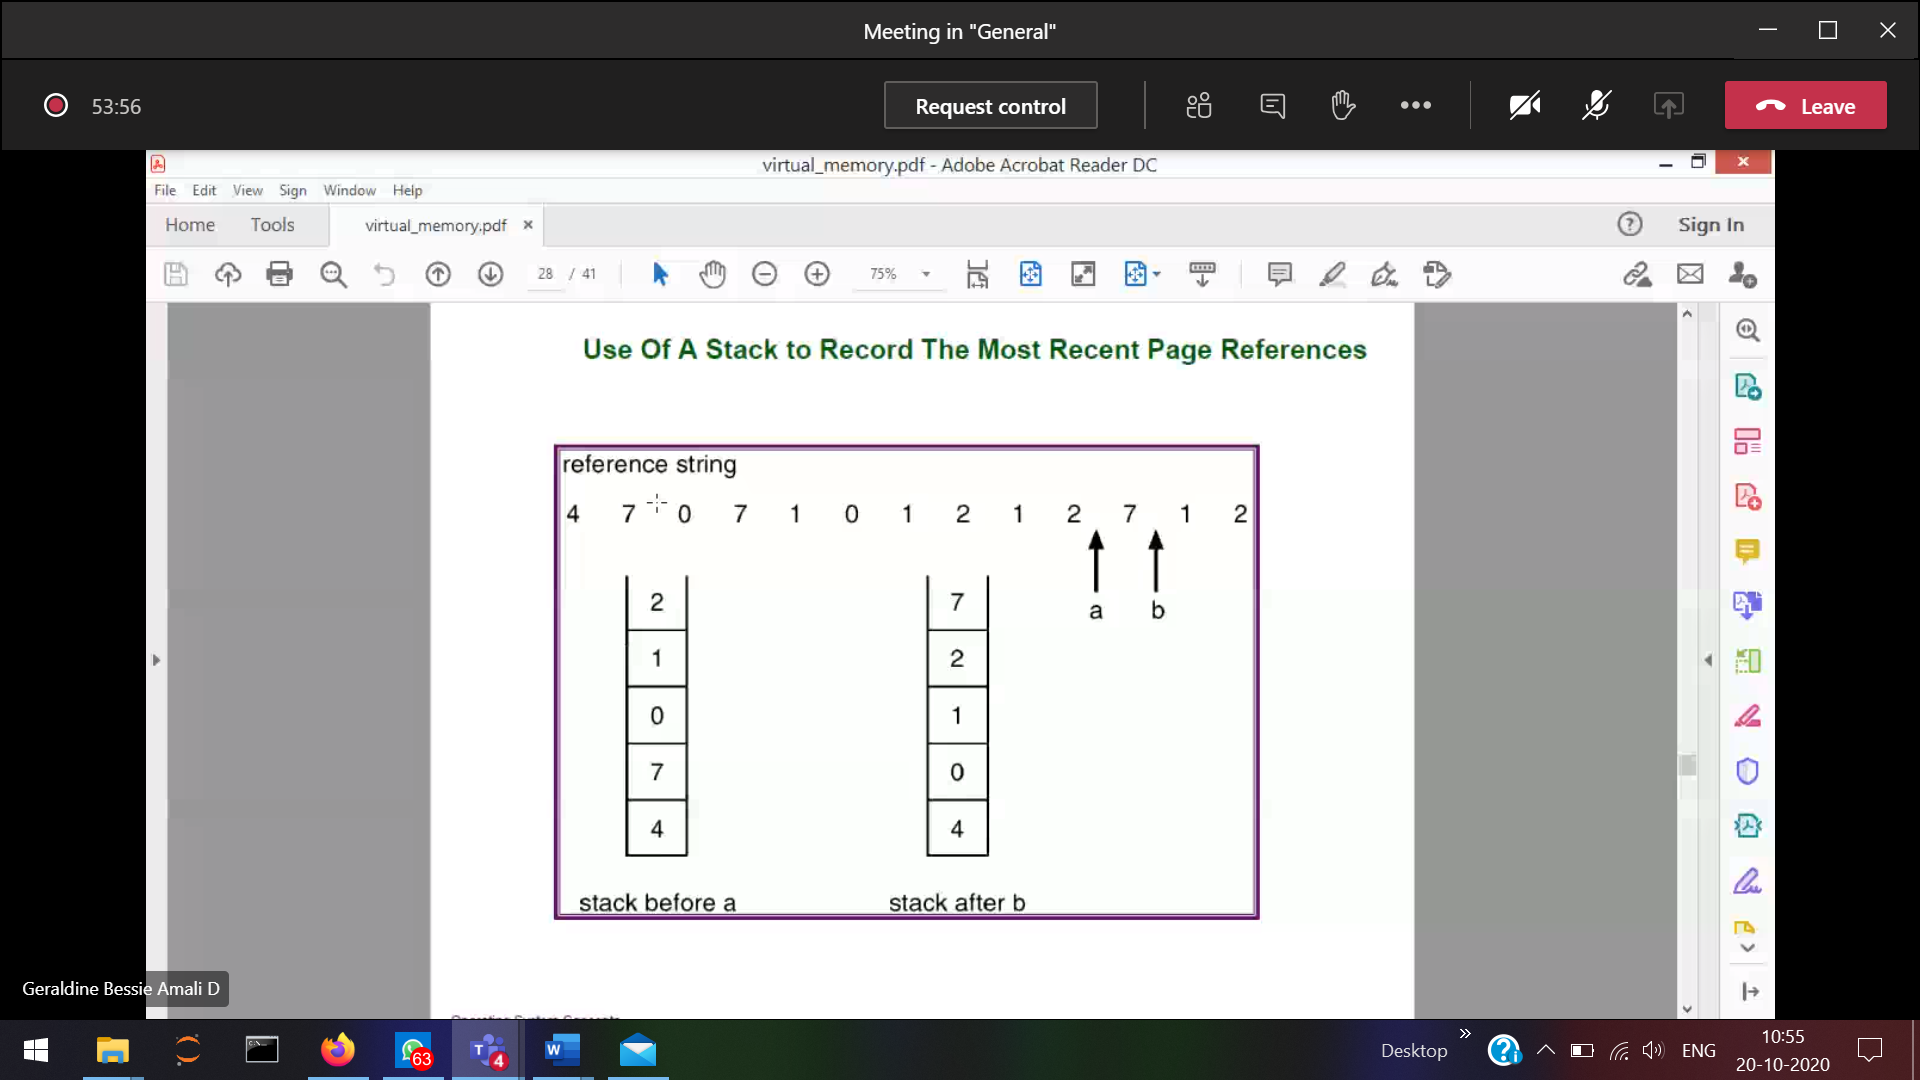 Meeting in "General"
53:56
Request control
Leave
virtual_memory.pdf - Adobe Acrobat Reader DC
File Edit View Sign Window Help
Home Tools virtual_memory.pdf × Sign In
28 / 41 75%
Use Of A Stack to Record The Most Recent Page References
reference string
4 7 0 7 1 0 1 2 1 2 7 1 2
a b
2 7
1 2
0 1
7 0
4 4
stack before a stack after b
Geraldine Bessie Amali D
63
4
Desktop
ENG
10:55
20-10-2020